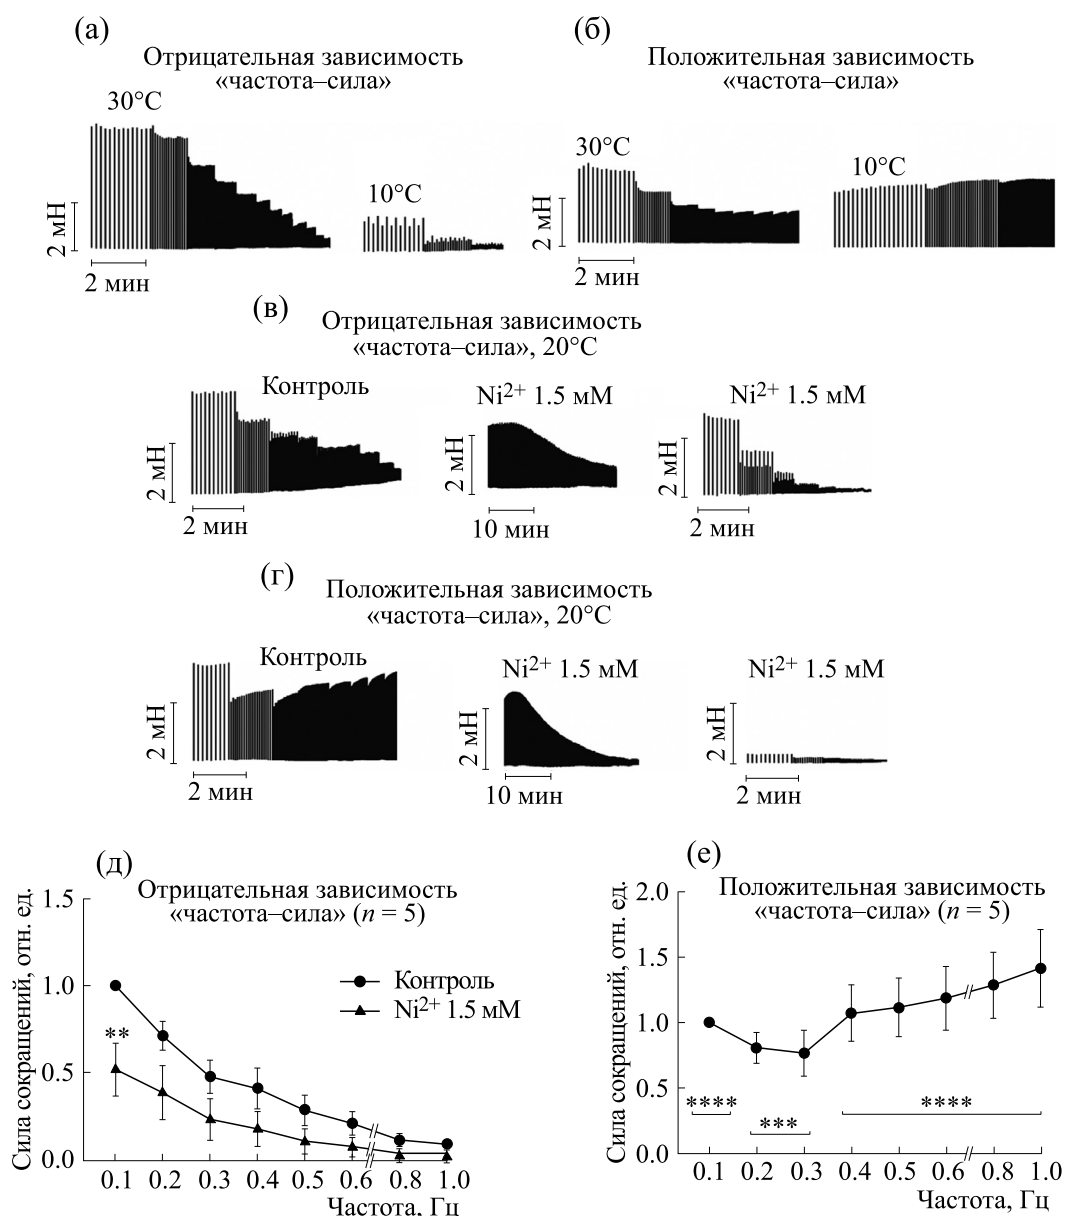 (а)
Отрицательная зависимость
«частота–сила»
30°C
10°C
2 мН
2 мин
(б)
Положительная зависимость
«частота–сила»
30°C
10°C
2 мН
2 мин
(в)
Отрицательная зависимость
«частота–сила», 20°C
Контроль
Ni2+ 1.5 мМ
Ni2+ 1.5 мМ
2 мН
2 мН
2 мН
2 мин
10 мин
2 мин
(г)
Положительная зависимость
«частота–сила», 20°C
Контроль
Ni2+ 1.5 мМ
Ni2+ 1.5 мМ
2 мН
2 мН
2 мН
2 мин
10 мин
2 мин
(д)
Отрицательная зависимость
«частота–сила» (n = 5)
Сила сокращений, отн. ед.
1.5
1.0
0.5
0.0
Контроль
Ni2+ 1.5 мМ
**
0.1 0.2 0.3 0.4 0.5 0.6 0.8 1.0
Частота, Гц
(е)
Положительная зависимость
«частота–сила» (n = 5)
Сила сокращений, отн. ед.
2.0
1.5
1.0
0.5
0.0
****
***
****
0.1 0.2 0.3 0.4 0.5 0.6 0.8 1.0
Частота, Гц